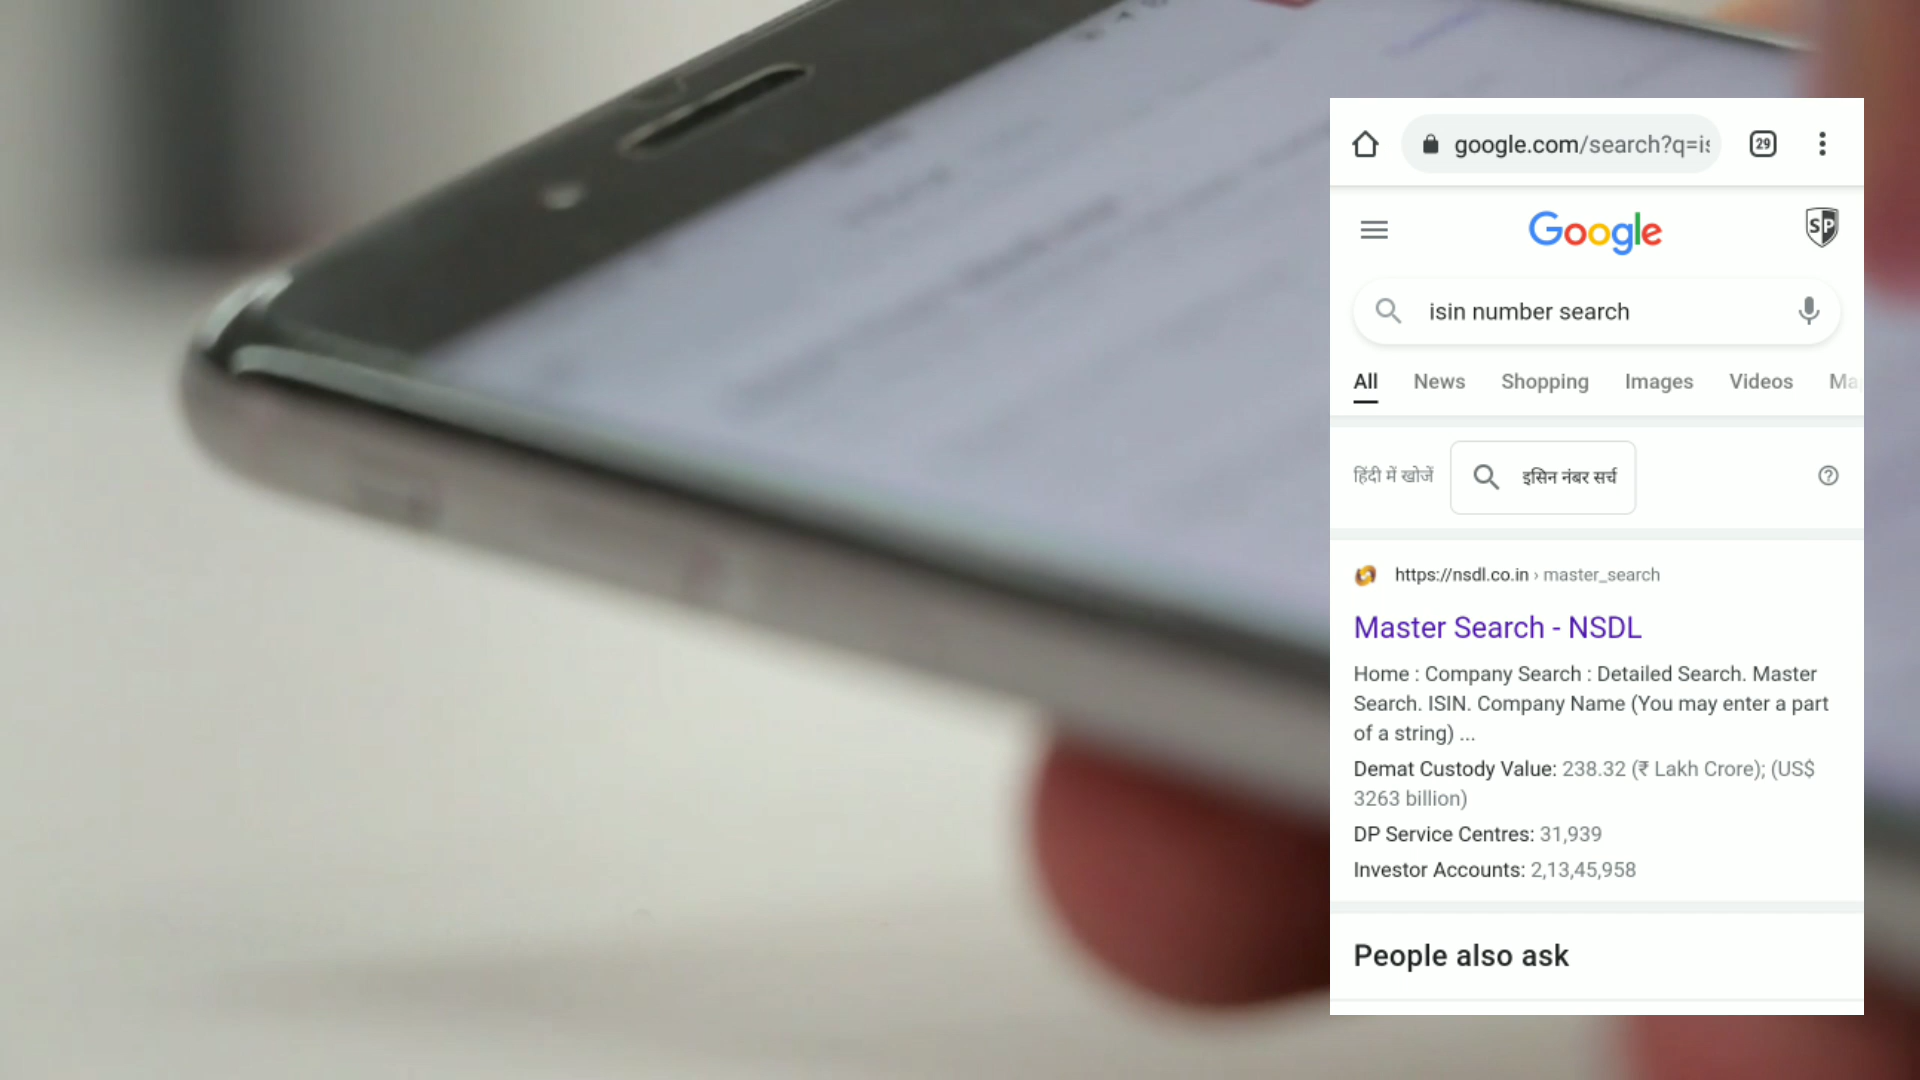 google.com/search?q=is
29
Google
SP
isin number search
All News Shopping Images Videos Ma
हिंदी में खोजें इसिन नंबर सर्च
https://nsdl.co.in › master_search
Master Search - NSDL
Home : Company Search : Detailed Search. Master
Search. ISIN. Company Name (You may enter a part
of a string) ...
Demat Custody Value: 238.32 (₹ Lakh Crore); (US$
3263 billion)
DP Service Centres: 31,939
Investor Accounts: 2,13,45,958
People also ask